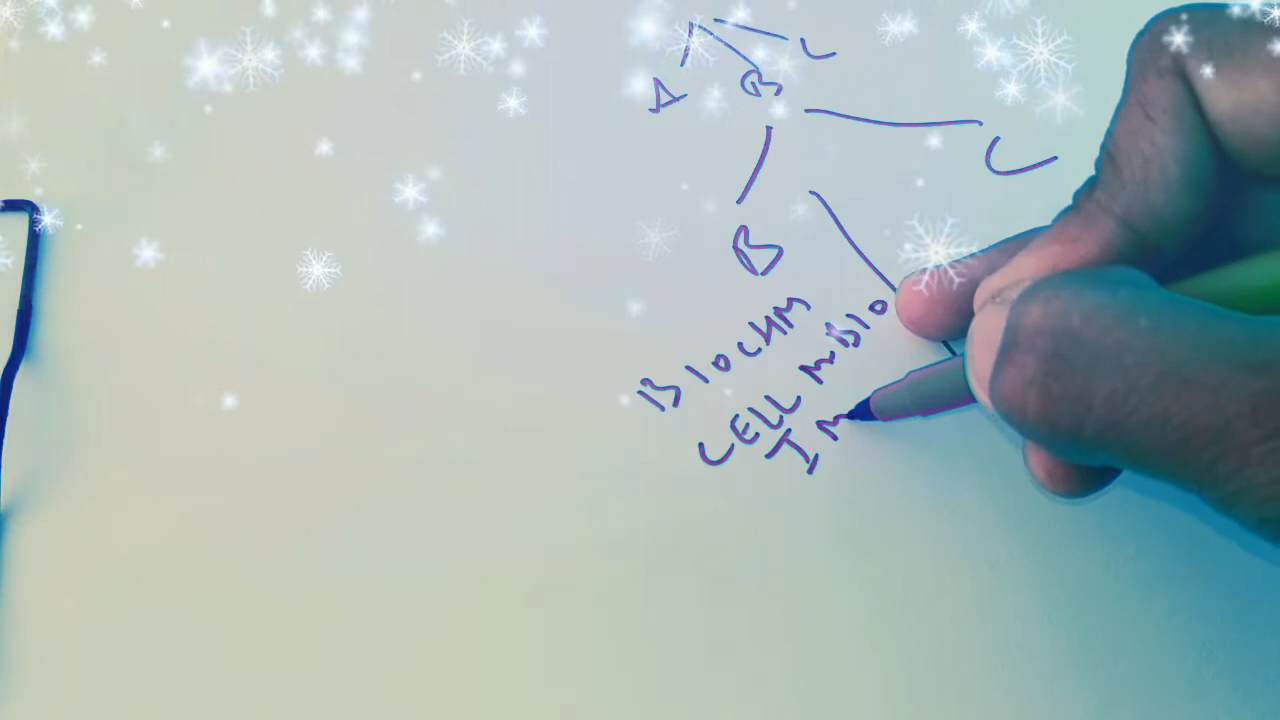 A B C
C
B
BIOCHM
CELL MBIO
IM